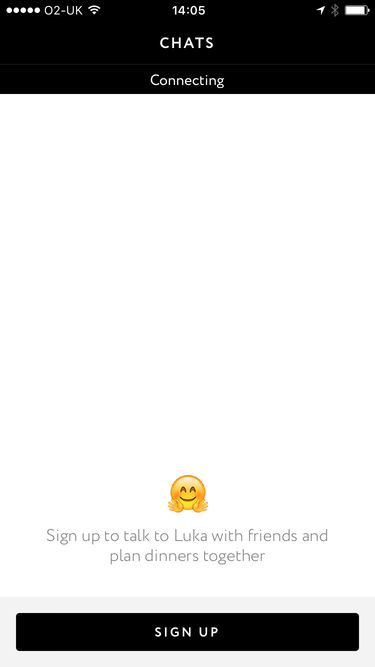 O2-UK 14:05
CHATS
Connecting
Sign up to talk to Luka with friends and
plan dinners together
SIGN UP